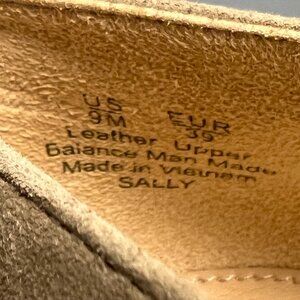 US EUR
9M 39
Leather Upper
Balance Man Made
Made in Vietnam
SALLY